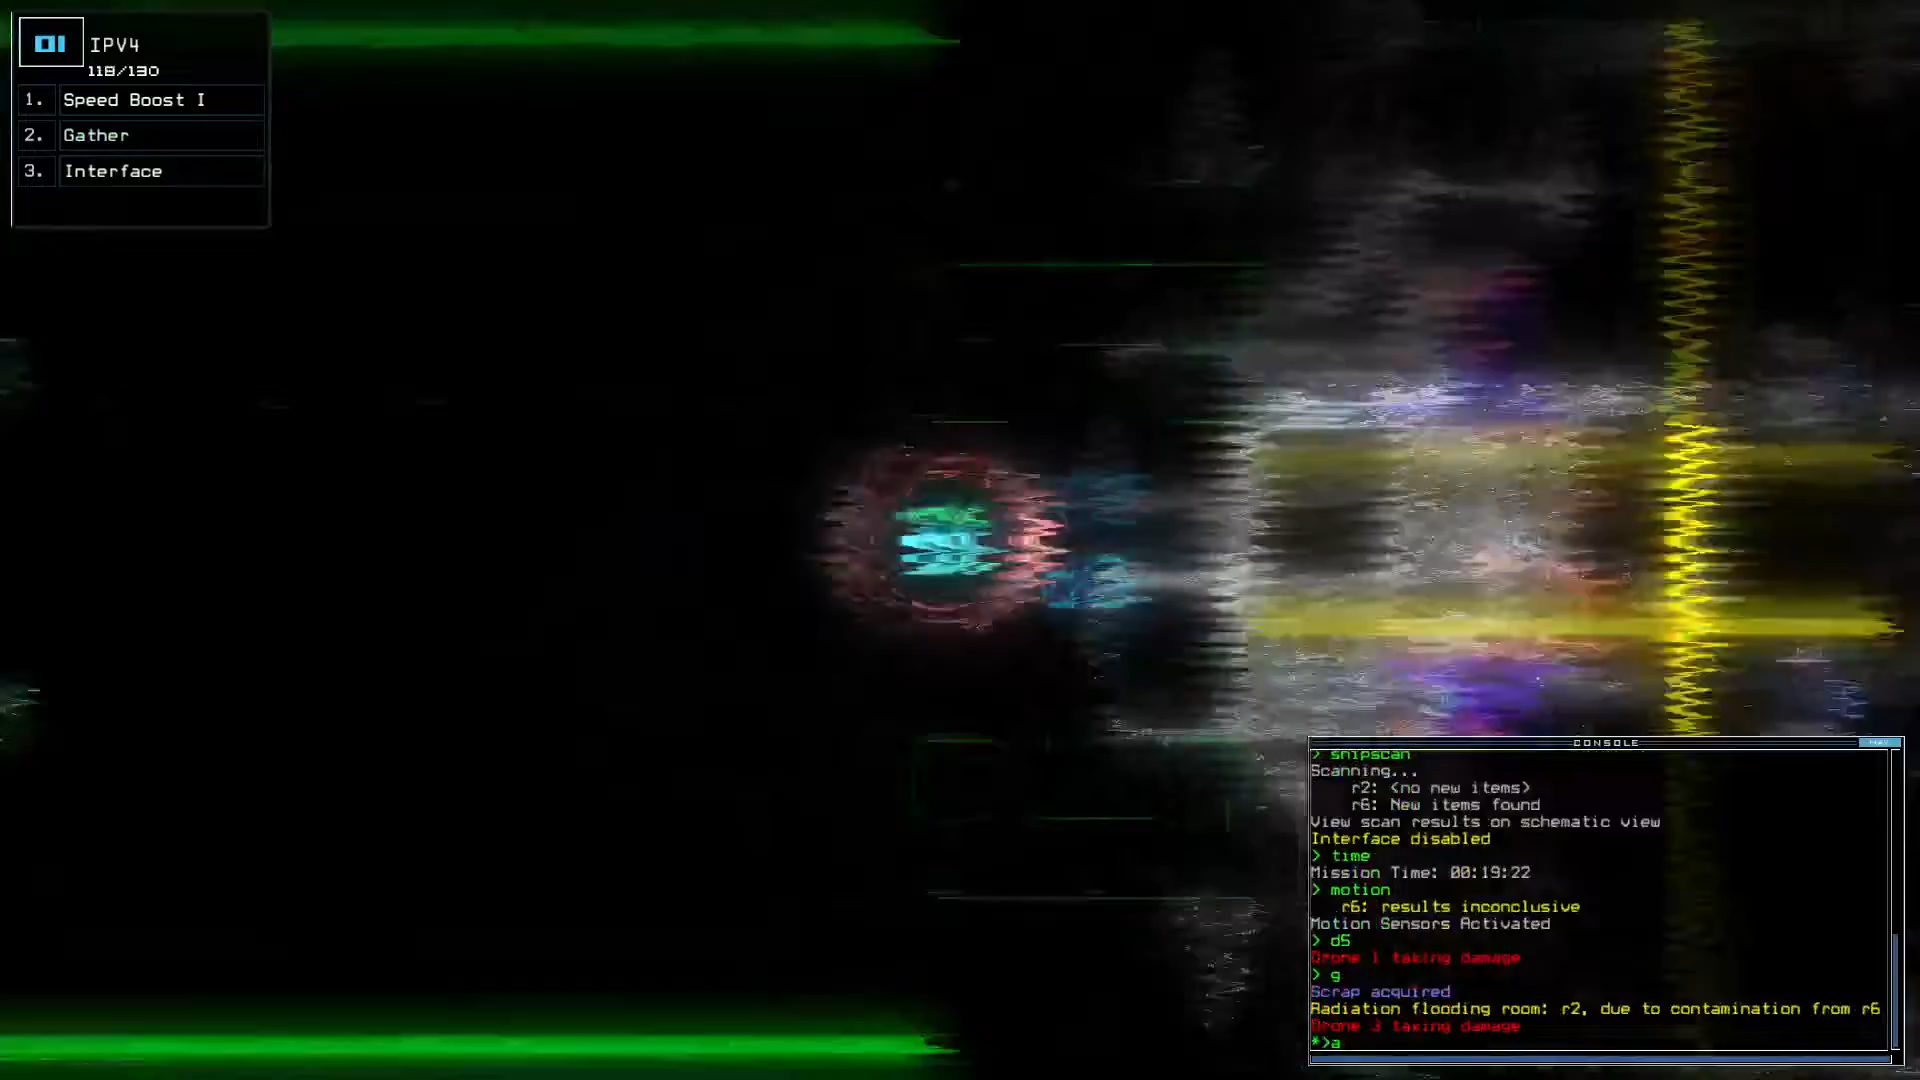 01
IPV4
118/130
1. Speed Boost I
2. Gather
3. Interface
CONSOLE
> shipscan
Scanning...
r2: <no new items>
r6: New items found
View scan results on schematic view
Interface disabled
> time
Mission Time: 00:19:22
> motion
r6: results inconclusive
Motion Sensors Activated
> d5
Drone 1 taking damage
> g
Scrap acquired
Radiation flooding room: r2, due to contamination from r6
Drone 3 taking damage
*>a